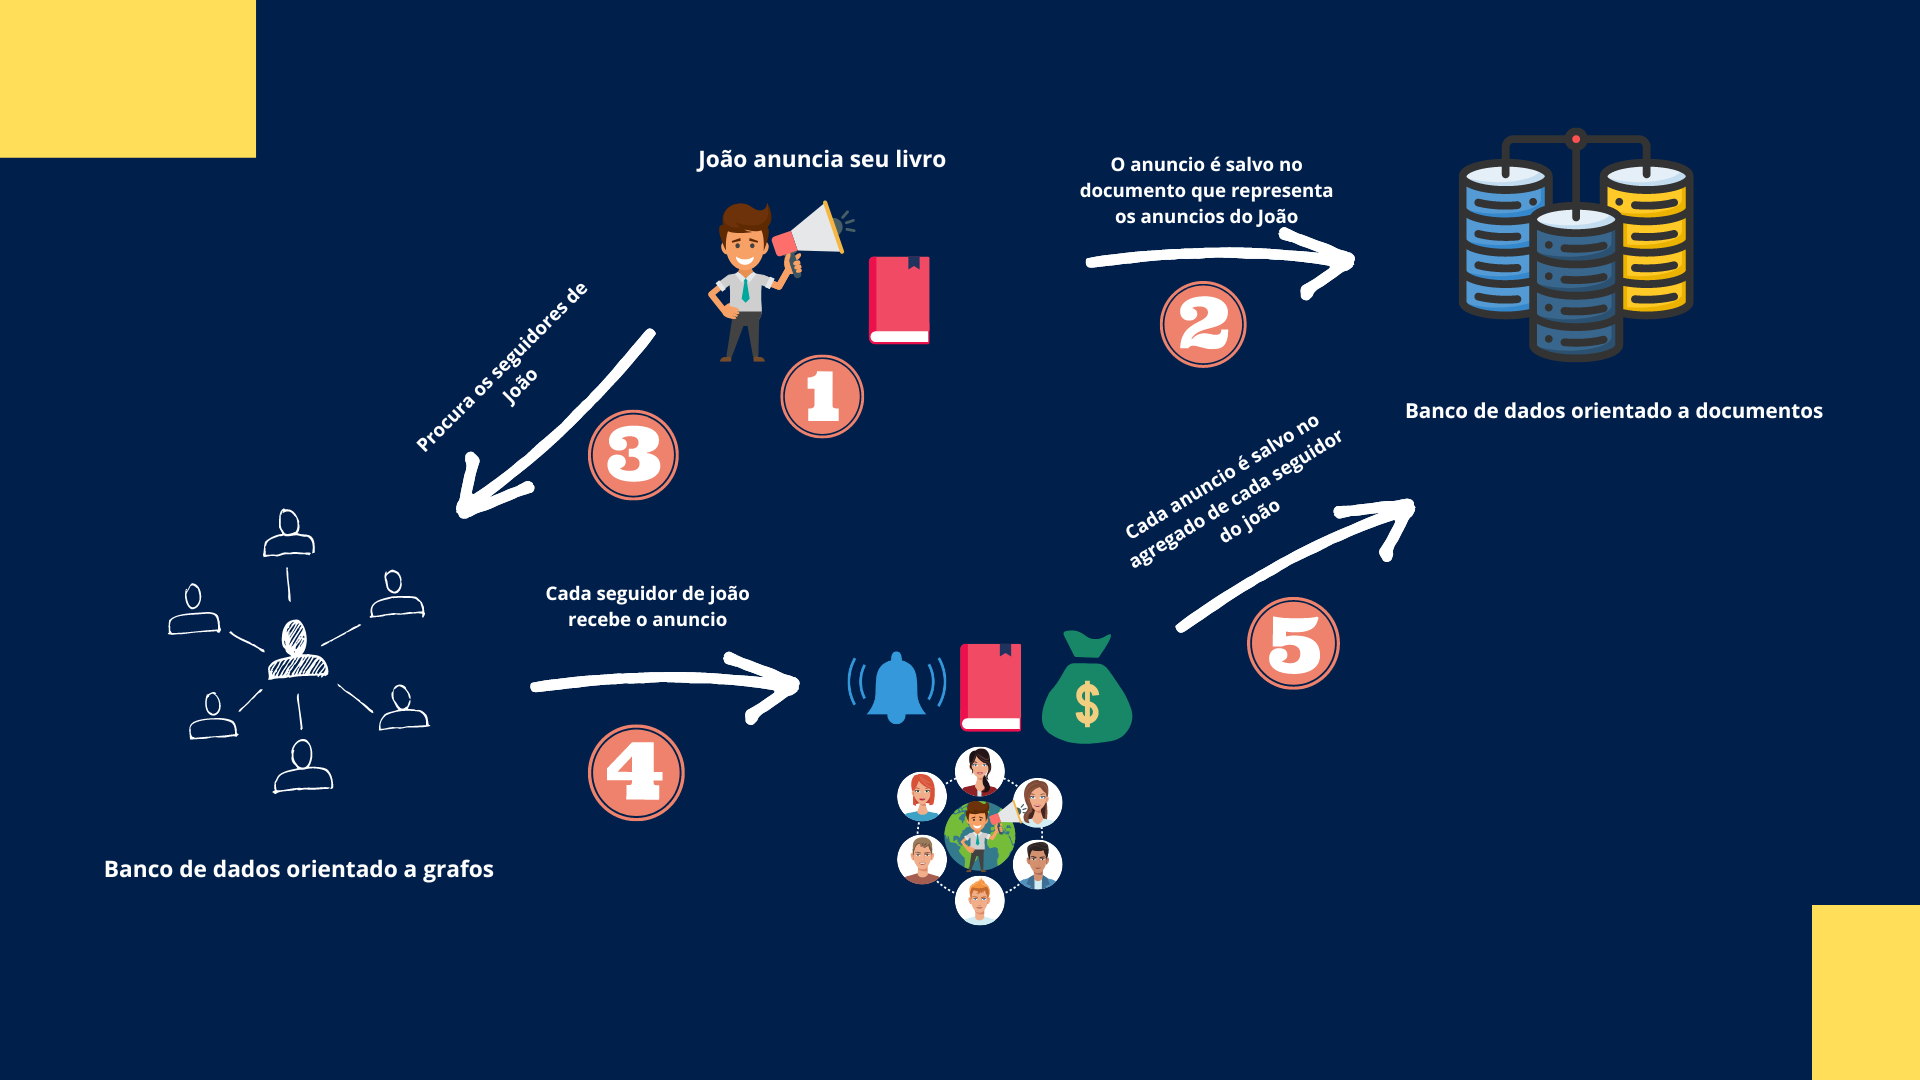 João anuncia seu livro
1
O anuncio é salvo no
documento que representa
os anuncios do João
2
Banco de dados orientado a documentos
Procura os seguidores de
João
3
Banco de dados orientado a grafos
Cada seguidor de joão
recebe o anuncio
4
$
Cada anuncio é salvo no
agregado de cada seguidor
do joão
5